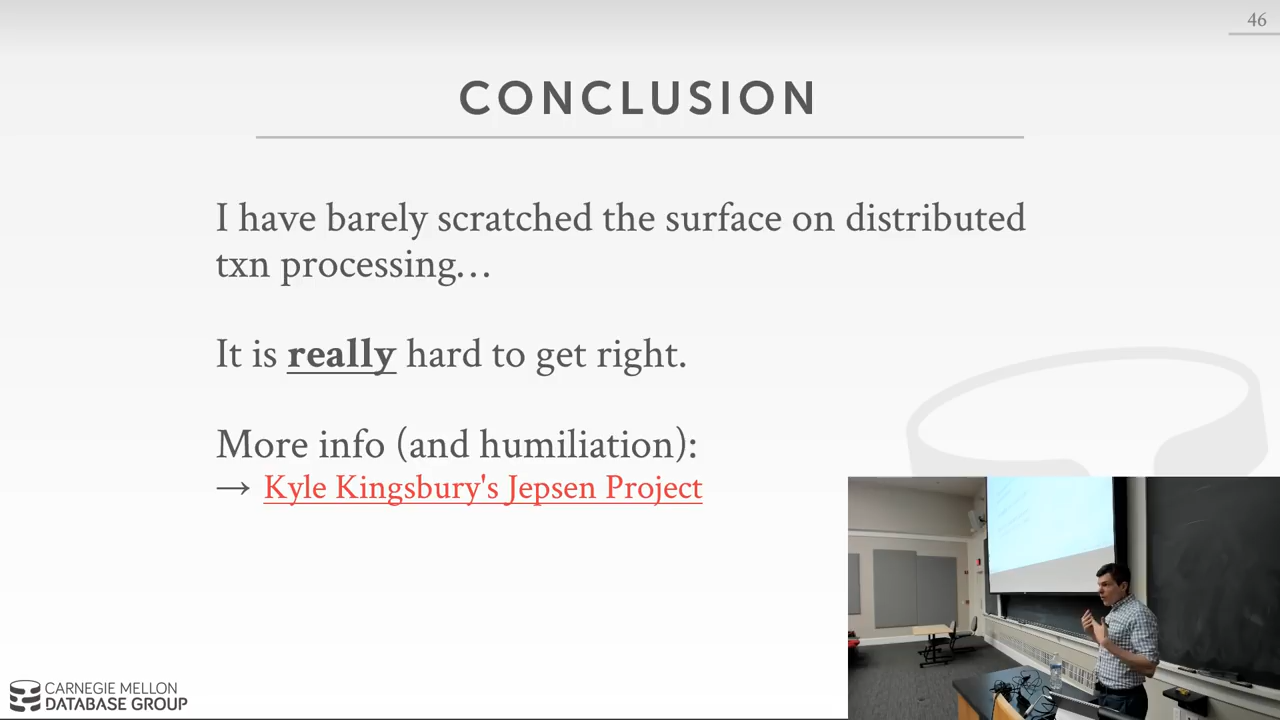 46
CONCLUSION
I have barely scratched the surface on distributed
txn processing…
It is really hard to get right.
More info (and humiliation):
→ Kyle Kingsbury's Jepsen Project
CARNEGIE MELLON
DATABASE GROUP